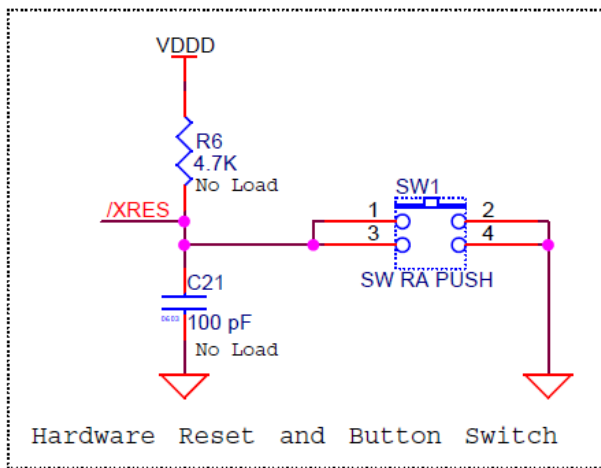 VDDD
R6
4.7K
No Load
/XRES
SW1
1 2
3 4
SW RA PUSH
C21
0603 100 pF
No Load
Hardware Reset and Button Switch